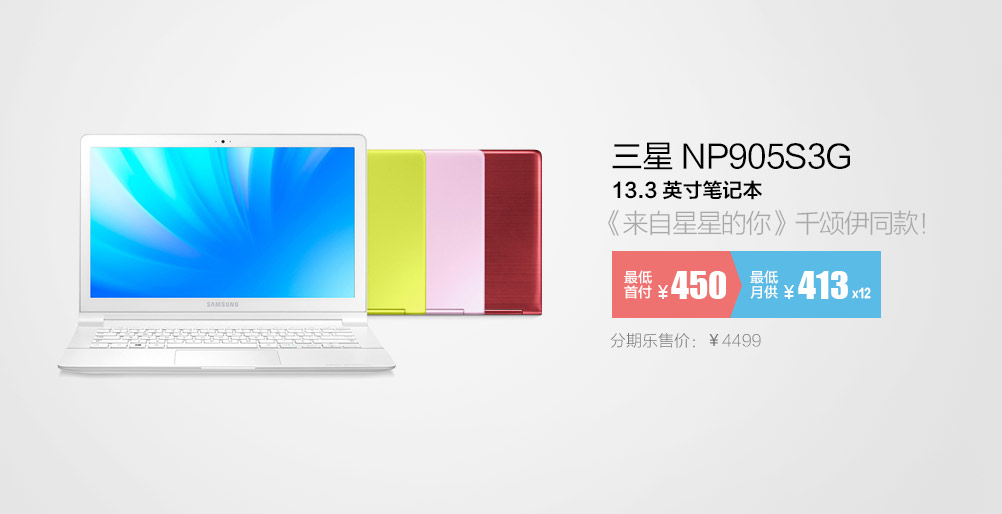 SAMSUNG
三星 NP905S3G
13.3 英寸笔记本
《来自星星的你》千颂伊同款!
最低首付 ¥450
最低月供 ¥413 x12
分期乐售价：¥4499